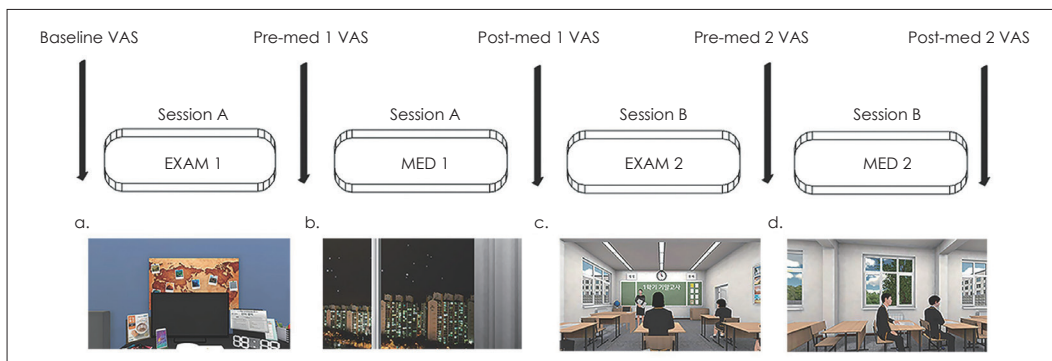 Baseline VAS
Pre-med 1 VAS
Post-med 1 VAS
Pre-med 2 VAS
Post-med 2 VAS
Session A
Session A
Session B
Session B
EXAM 1
MED 1
EXAM 2
MED 2
a.
b.
c.
d.
1학기 기말고사